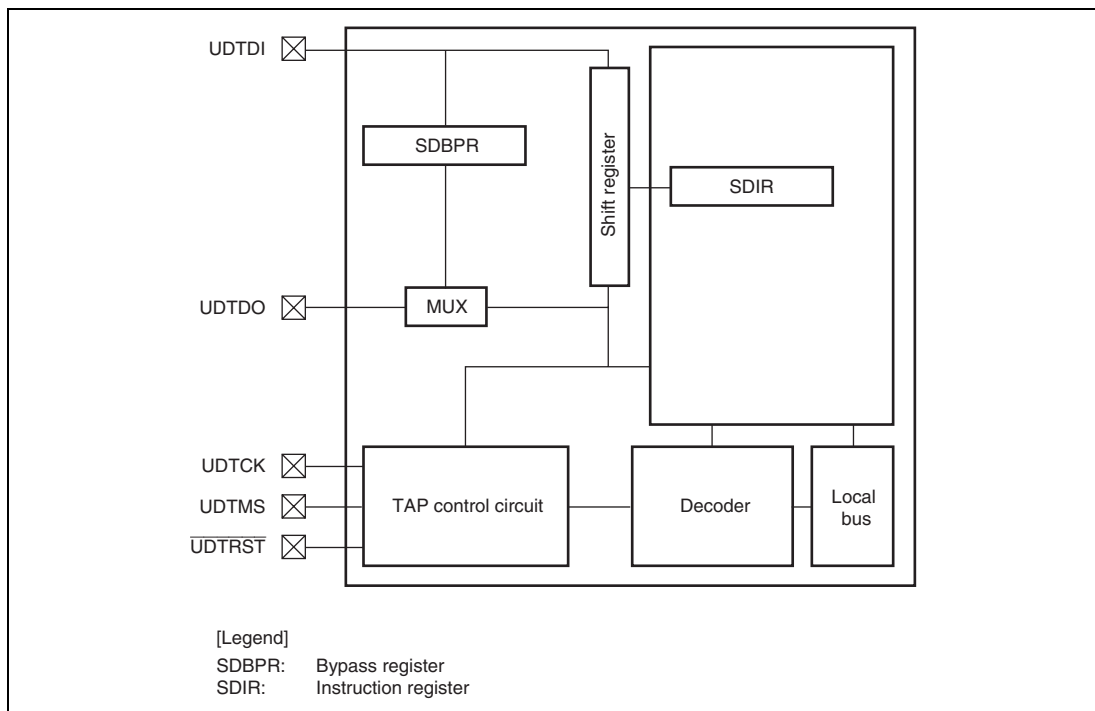 UDTDI
SDBPR
Shift register
SDIR
UDTDO
MUX
UDTCK
UDTMS
UDTRST
TAP control circuit
Decoder
Local
bus
[Legend]
SDBPR: Bypass register
SDIR: Instruction register